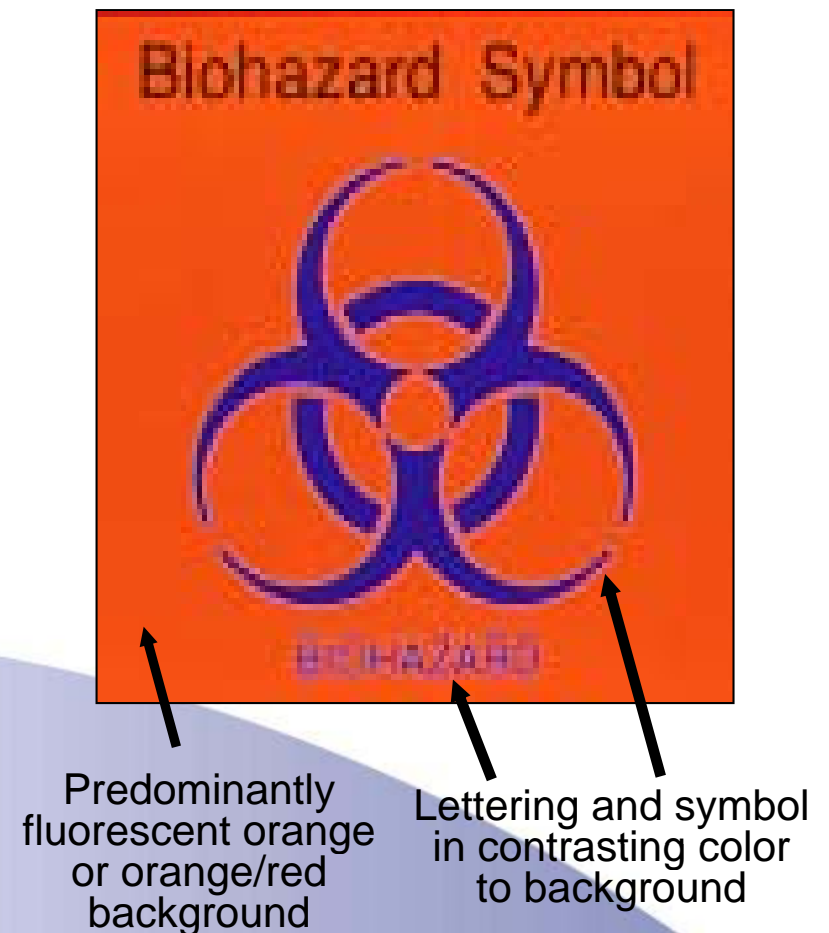 Biohazard Symbol
BIOHAZARD
Predominantly
fluorescent orange
or orange/red
background
Lettering and symbol
in contrasting color
to background